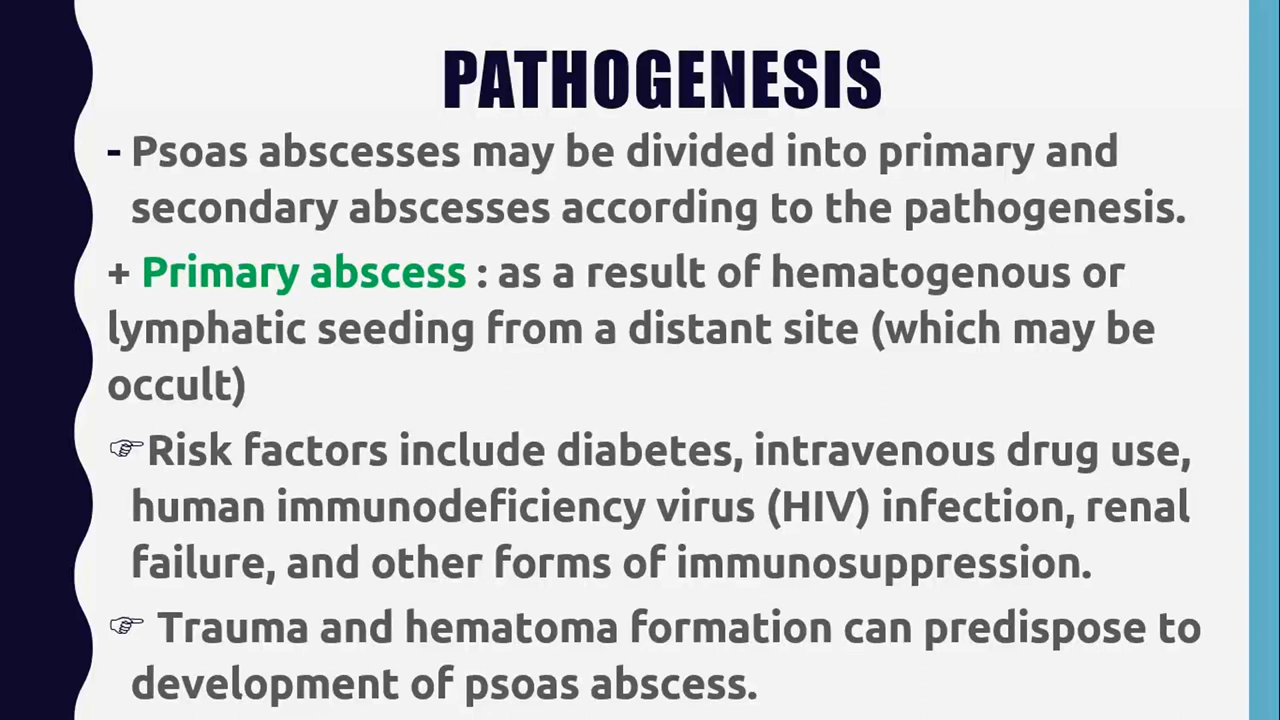 PATHOGENESIS
- Psoas abscesses may be divided into primary and
secondary abscesses according to the pathogenesis.
+ Primary abscess : as a result of hematogenous or
lymphatic seeding from a distant site (which may be
occult)
☞Risk factors include diabetes, intravenous drug use,
human immunodeficiency virus (HIV) infection, renal
failure, and other forms of immunosuppression.
☞ Trauma and hematoma formation can predispose to
development of psoas abscess.